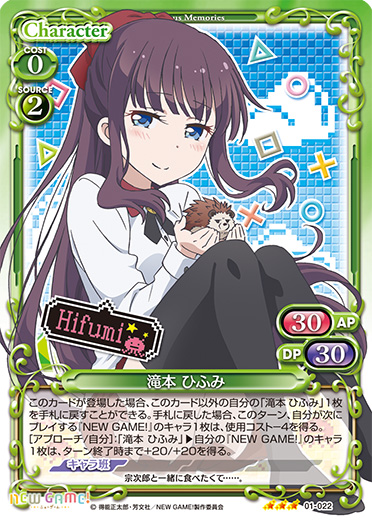 us Memories
Character
COST
0
SOURCE
2
Hifumi
30 AP
DP 30
滝本 ひふみ
このカードが登場した場合、このカード以外の自分の「滝本 ひふみ」1枚
を手札に戻すことができる。手札に戻した場合、このターン、自分が次に
プレイする『NEW GAME!』のキャラ1枚は、使用コスト-4を得る。
[アプローチ/自分]:「滝本 ひふみ」▶自分の『NEW GAME!』のキャラ
1枚は、ターン終了時まで+20/+20を得る。
キャラ班
宗次郎と一緒に食べたくて……。
NEW GAME!
© 得能正太郎・芳文社/NEW GAME!製作委員会
01-022